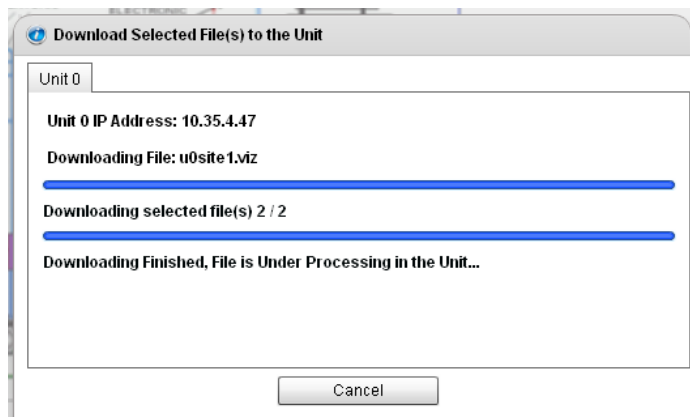 ELECTRONIC
Download Selected File(s) to the Unit
Unit 0
Unit 0 IP Address: 10.35.4.47
Downloading File: u0site1.viz
Downloading selected file(s) 2 / 2
Downloading Finished, File is Under Processing in the Unit...
Cancel